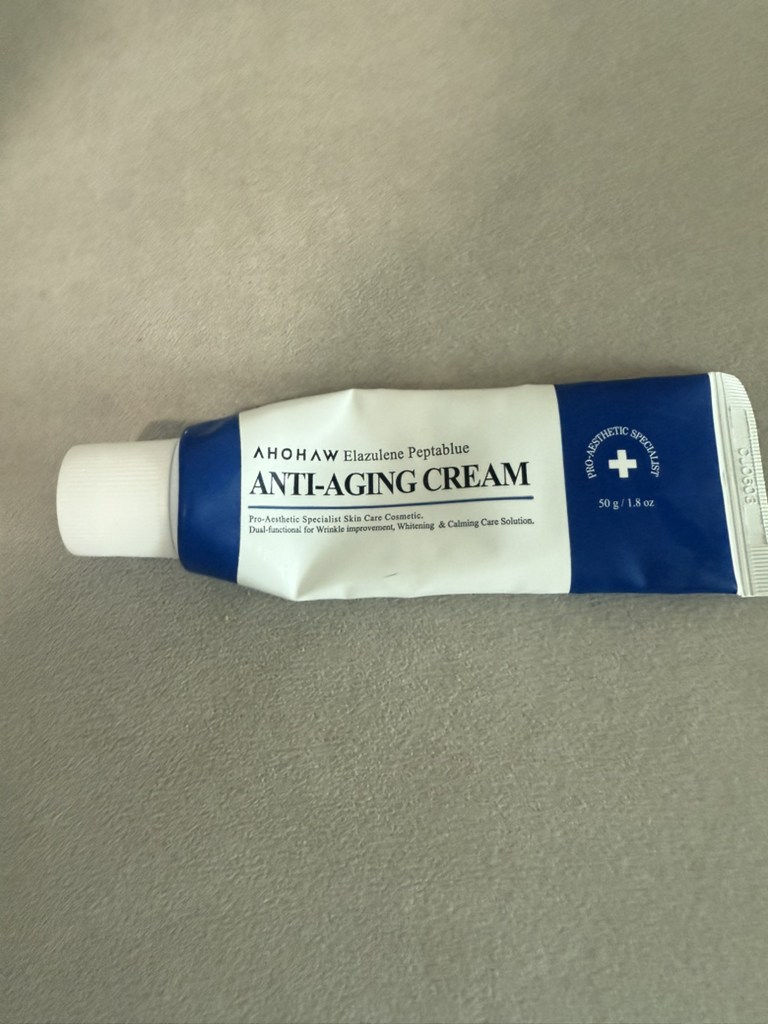 AHOHAW Elazulene Peptablue
ANTI-AGING CREAM
Pro-Aesthetic Specialist Skin Care Cosmetic.
Dual-functional for Wrinkle improvement, Whitening & Calming Care Solution.
PRO-AESTHETIC SPECIALIST
50 g / 1.8 oz